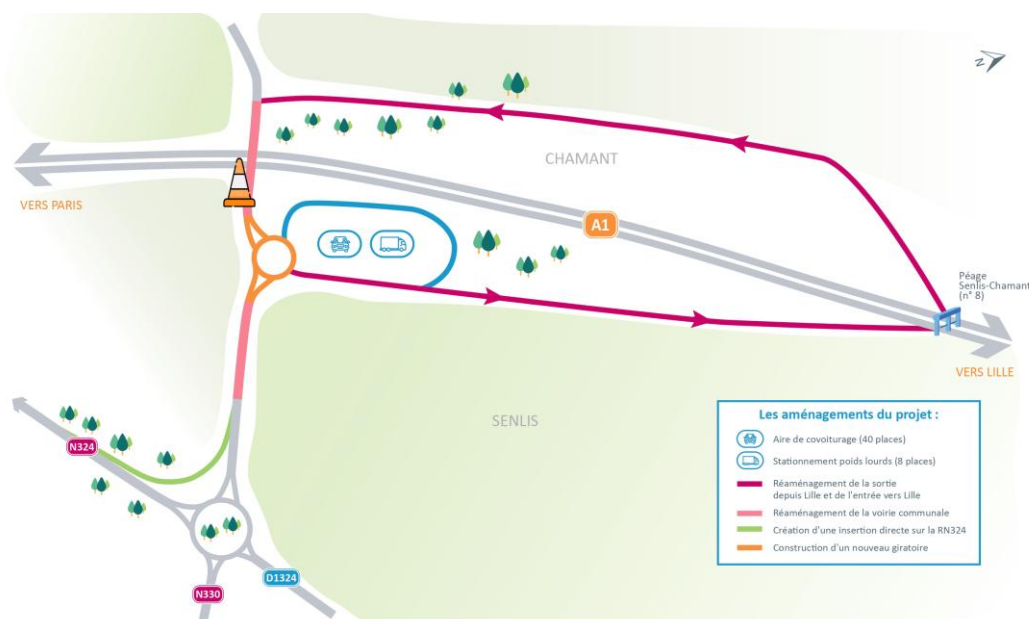 Z
CHAMANT
VERS PARIS
A1
Péage
Senlis-Chamant
(n° 8)
VERS LILLE
SENLIS
N324
N330
D1324
Les aménagements du projet :
Aire de covoiturage (40 places)
Stationnement poids lourds (8 places)
Réaménagement de la sortie
depuis Lille et de l'entrée vers Lille
Réaménagement de la voirie communale
Création d'une insertion directe sur la RN324
Construction d'un nouveau giratoire